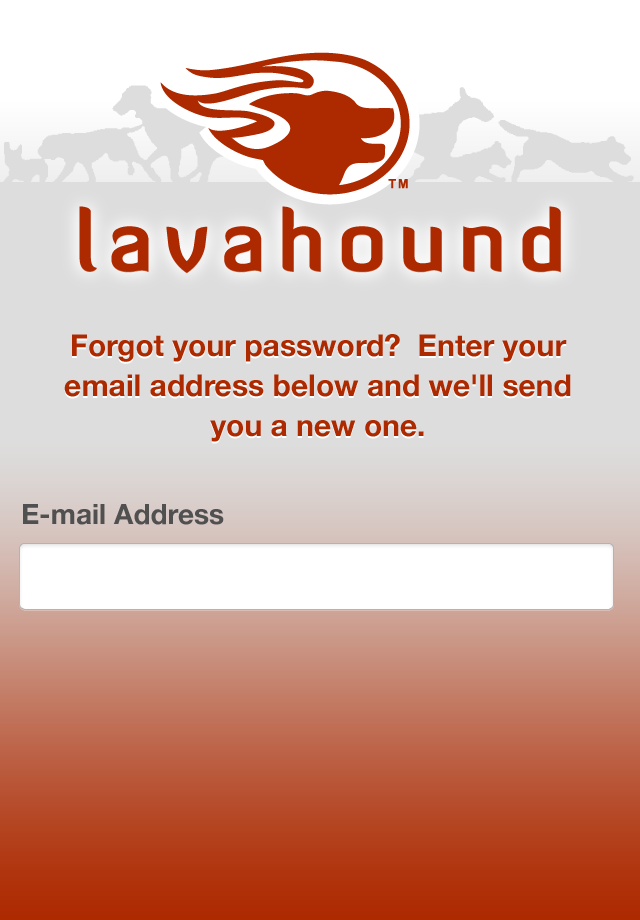 TM
lavahound
Forgot your password?  Enter your
email address below and we'll send
you a new one.
E-mail Address